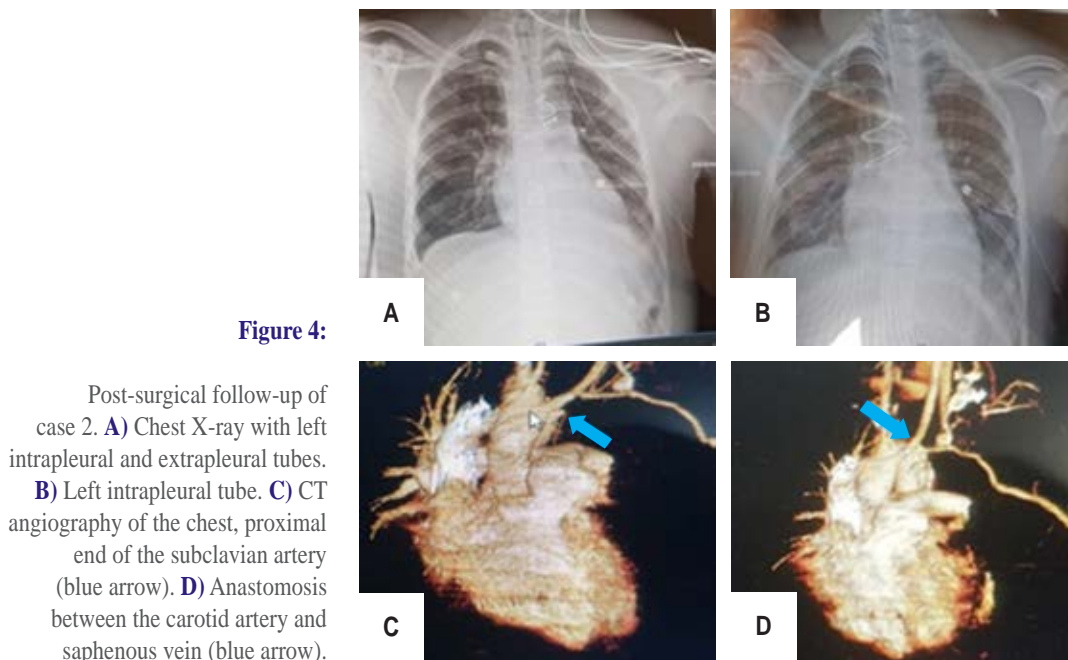 Figure 4:
Post-surgical follow-up of
case 2. A) Chest X-ray with left
intrapleural and extrapleural tubes.
B) Left intrapleural tube. C) CT
angiography of the chest, proximal
end of the subclavian artery
(blue arrow). D) Anastomosis
between the carotid artery and
saphenous vein (blue arrow).
A
B
C
D